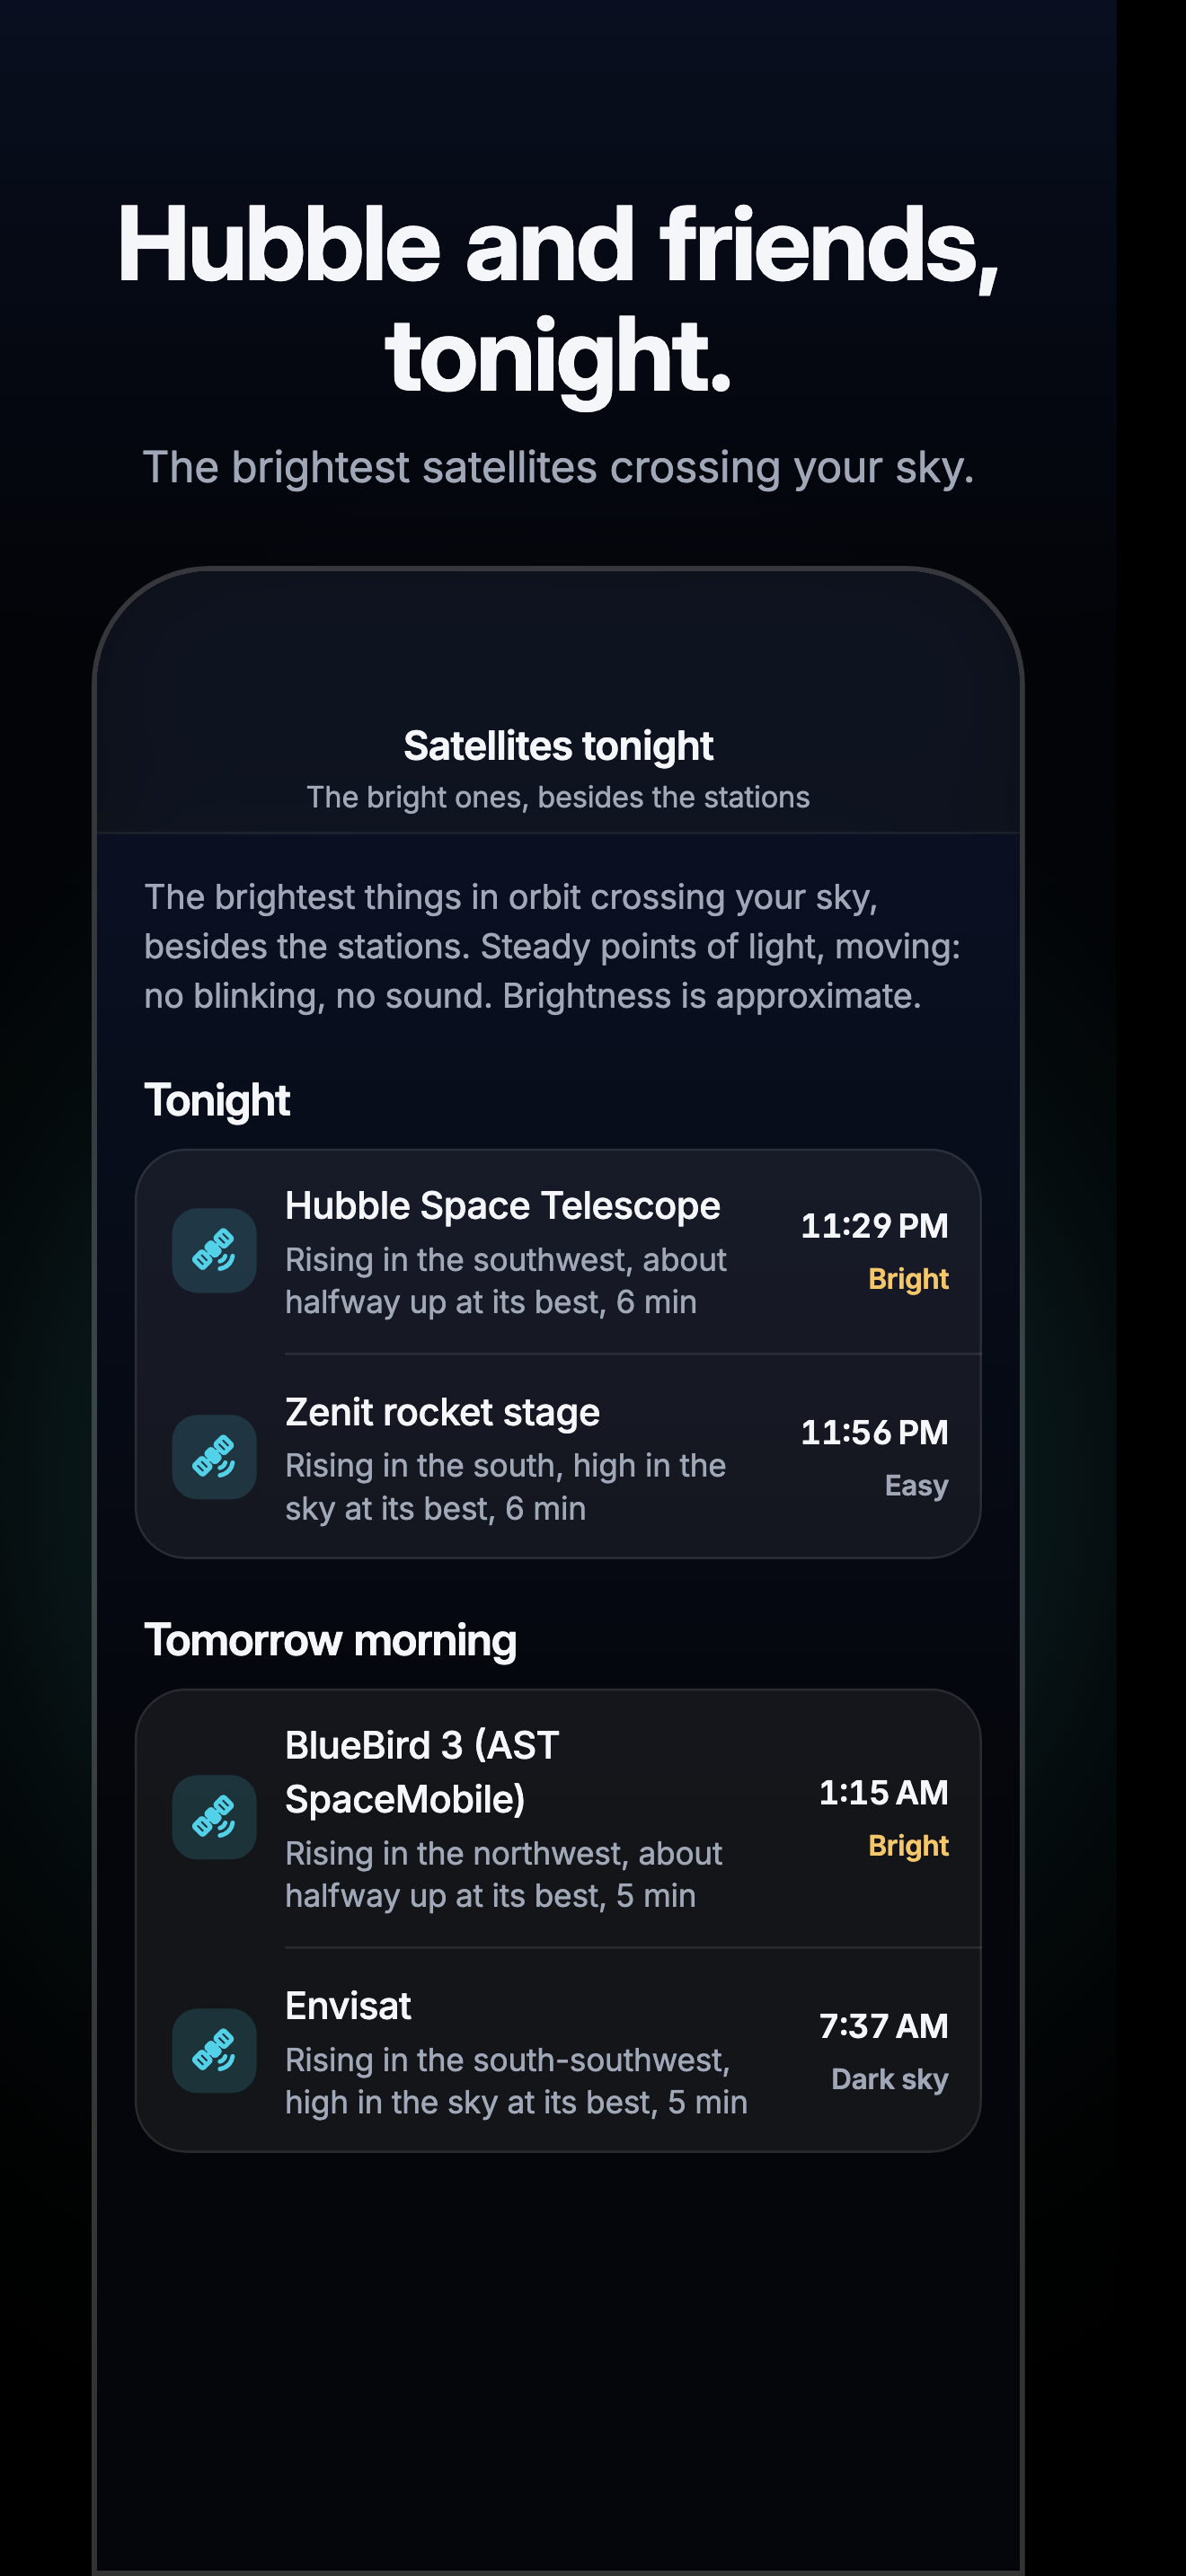 Hubble and friends,
tonight.
The brightest satellites crossing your sky.
Satellites tonight
The bright ones, besides the stations
The brightest things in orbit crossing your sky,
besides the stations. Steady points of light, moving:
no blinking, no sound. Brightness is approximate.
Tonight
Hubble Space Telescope
Rising in the southwest, about
halfway up at its best, 6 min
11:29 PM
Bright
Zenit rocket stage
Rising in the south, high in the
sky at its best, 6 min
11:56 PM
Easy
Tomorrow morning
BlueBird 3 (AST
SpaceMobile)
Rising in the northwest, about
halfway up at its best, 5 min
1:15 AM
Bright
Envisat
Rising in the south-southwest,
high in the sky at its best, 5 min
7:37 AM
Dark sky